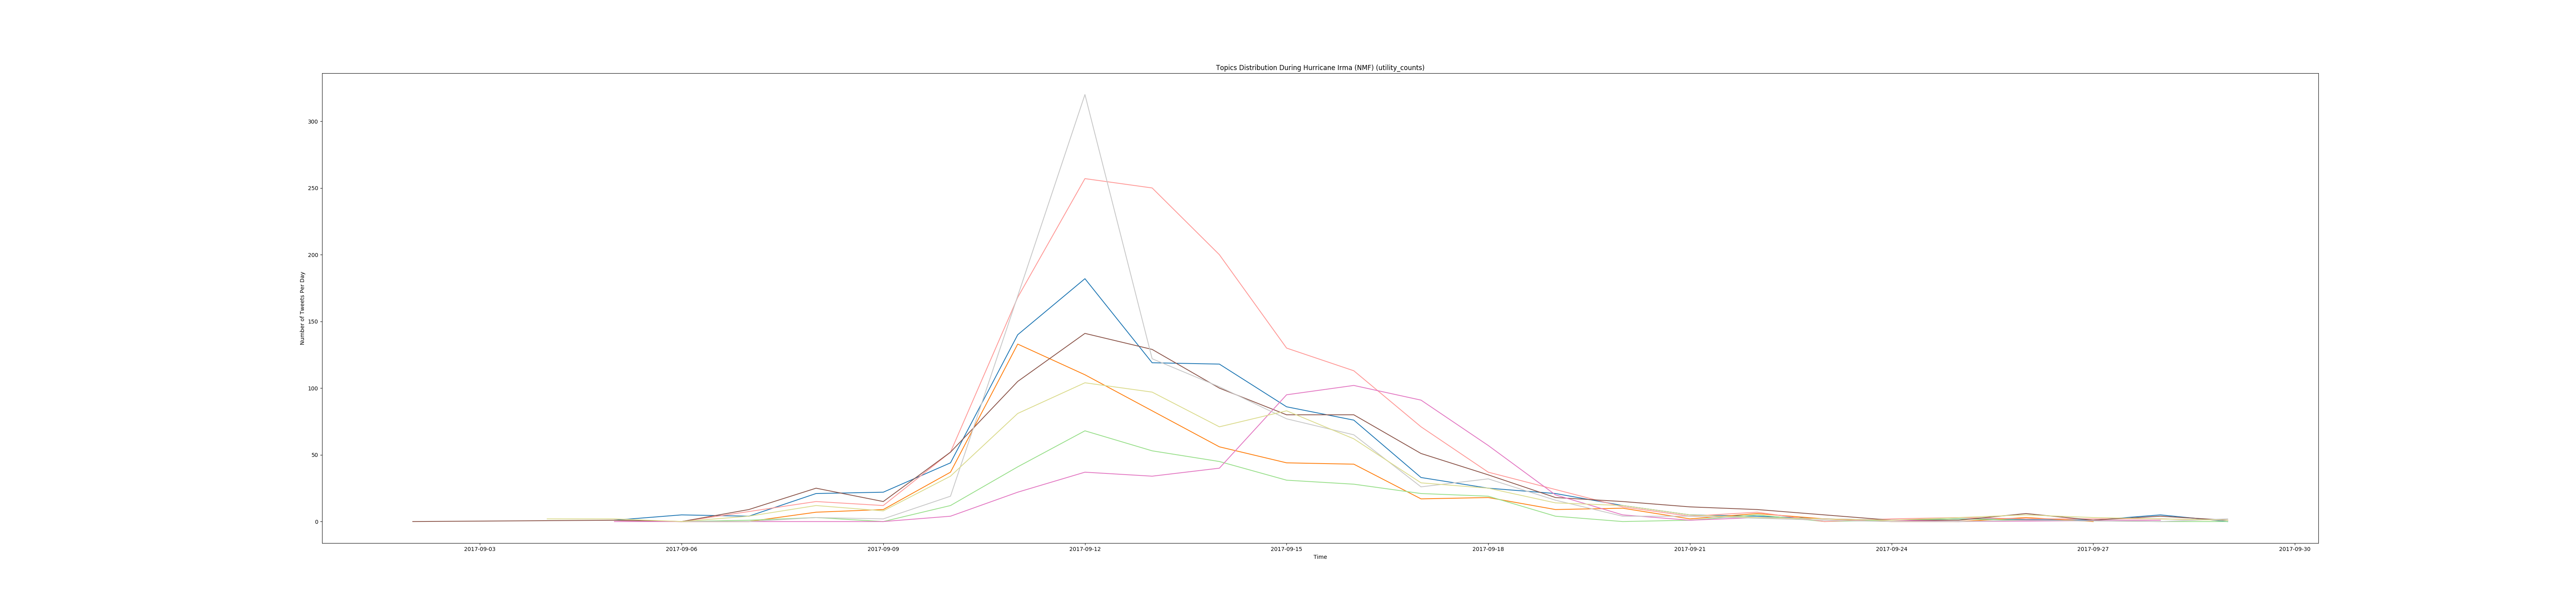 Topics Distribution During Hurricane Irma (NMF) (utility_counts)
300
250
200
150
100
50
0
Number of Tweets Per Day
2017-09-03 2017-09-06 2017-09-09 2017-09-12 2017-09-15 2017-09-18 2017-09-21 2017-09-24 2017-09-27 2017-09-30
Time